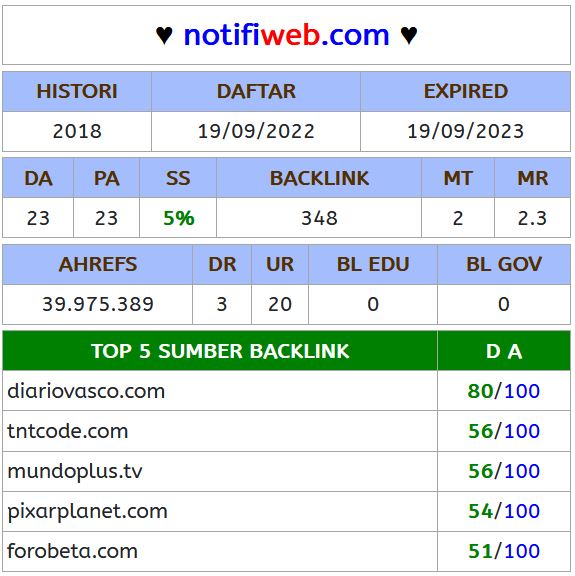 ♥ notifiweb.com ♥
HISTORI DAFTAR EXPIRED
2018 19/09/2022 19/09/2023
DA PA SS BACKLINK MT MR
23 23 5% 348 2 2.3
AHREFS DR UR BL EDU BL GOV
39.975.389 3 20 0 0
TOP 5 SUMBER BACKLINK D A
diariovasco.com 80/100
tntcode.com 56/100
mundoplus.tv 56/100
pixarplanet.com 54/100
forobeta.com 51/100